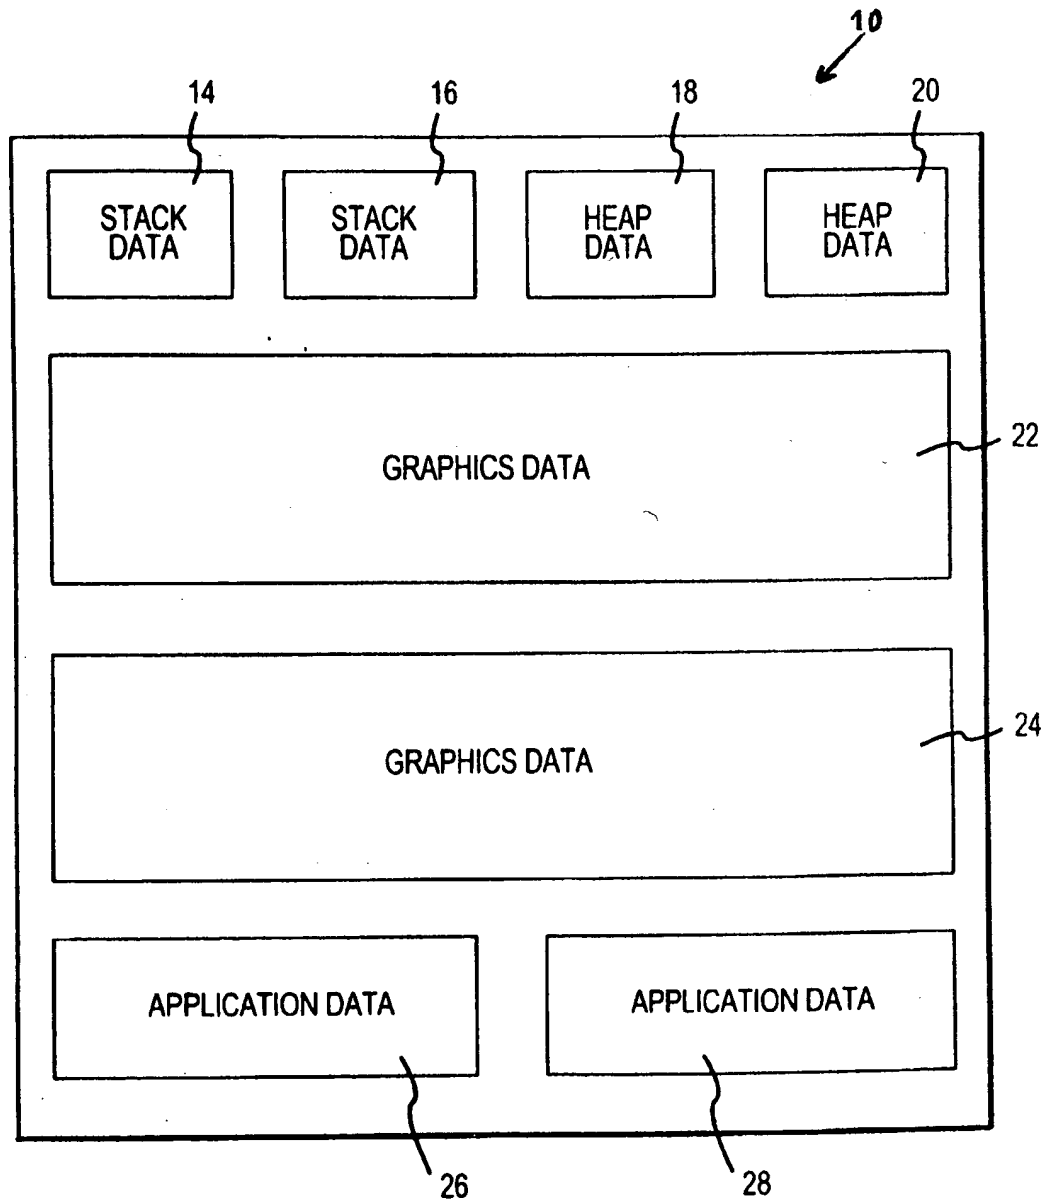 10
14
16
18
20
STACK
DATA
STACK
DATA
HEAP
DATA
HEAP
DATA
GRAPHICS DATA
22
GRAPHICS DATA
24
APPLICATION DATA
APPLICATION DATA
26
28